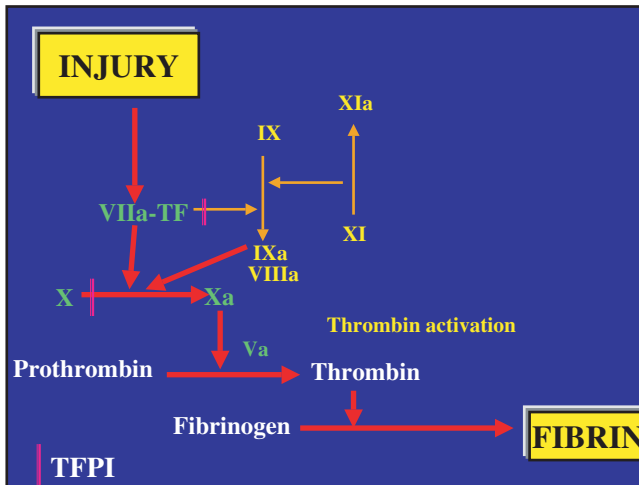 INJURY
XIa
IX
VIIa-TF
XI
IXa
VIIIa
X
Xa
Thrombin activation
Va
Prothrombin
Thrombin
Fibrinogen
FIBRIN
TFPI